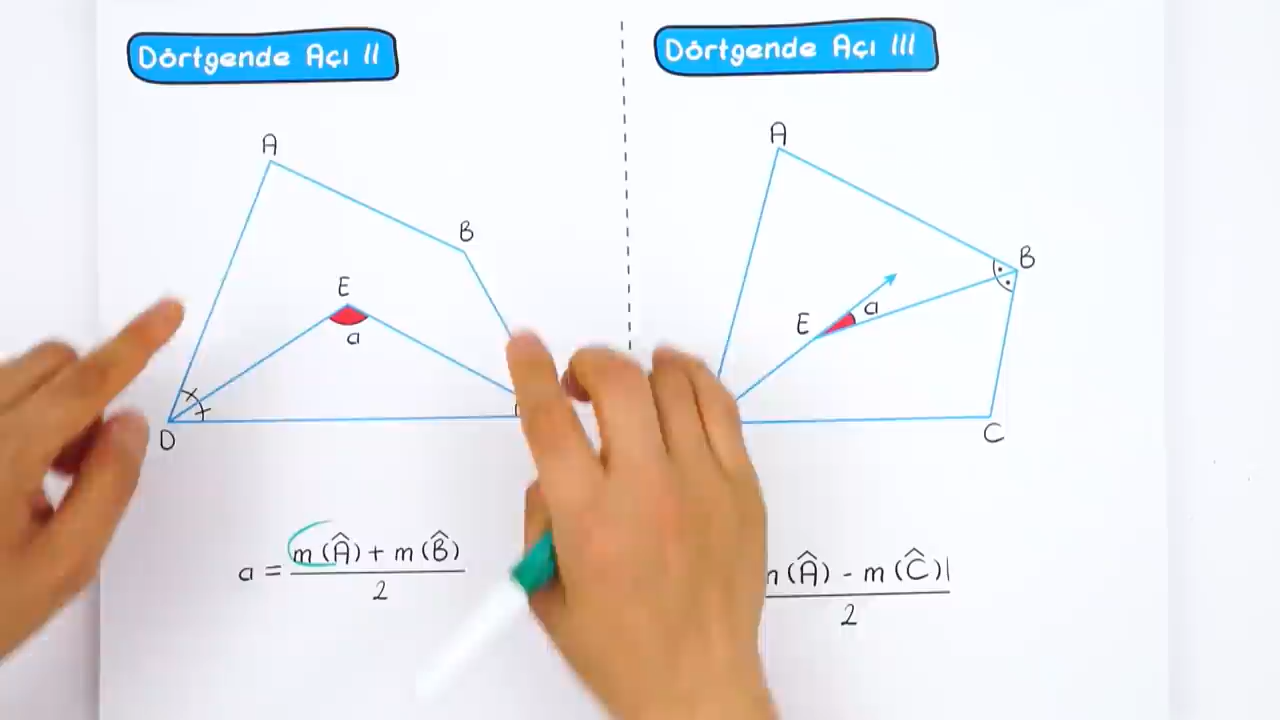 Dörtgende Açı II
A
B
E
a
D
a = m(Â) + m(B̂)
2
Dörtgende Açı III
A
B
E
a
C
m(Â) - m(Ĉ)|
2